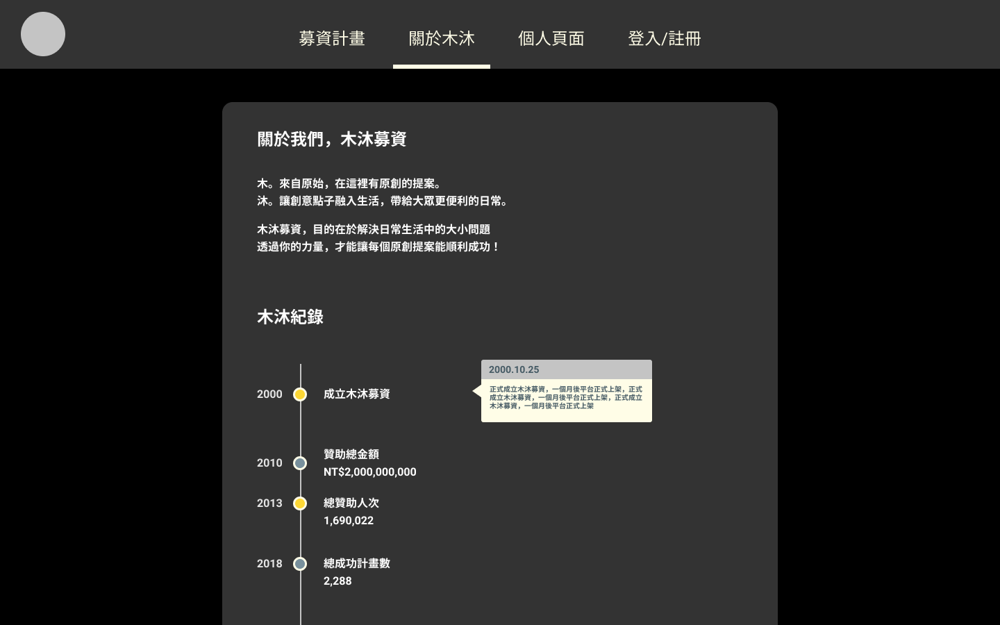 募資計畫 關於木沐 個人頁面 登入/註冊
關於我們，木沐募資
木。來自原始，在這裡有原創的提案。
沐。讓創意點子融入生活，帶給大眾更便利的日常。
木沐募資，目的在於解決日常生活中的大小問題
透過你的力量，才能讓每個原創提案能順利成功！
木沐紀錄
2000 成立木沐募資
2000.10.25
正式成立木沐募資，一個月後平台正式上架，正式
成立木沐募資，一個月後平台正式上架，正式成立
木沐募資，一個月後平台正式上架
2010 贊助總金額
NT$2,000,000,000
2013 總贊助人次
1,690,022
2018 總成功計畫數
2,288